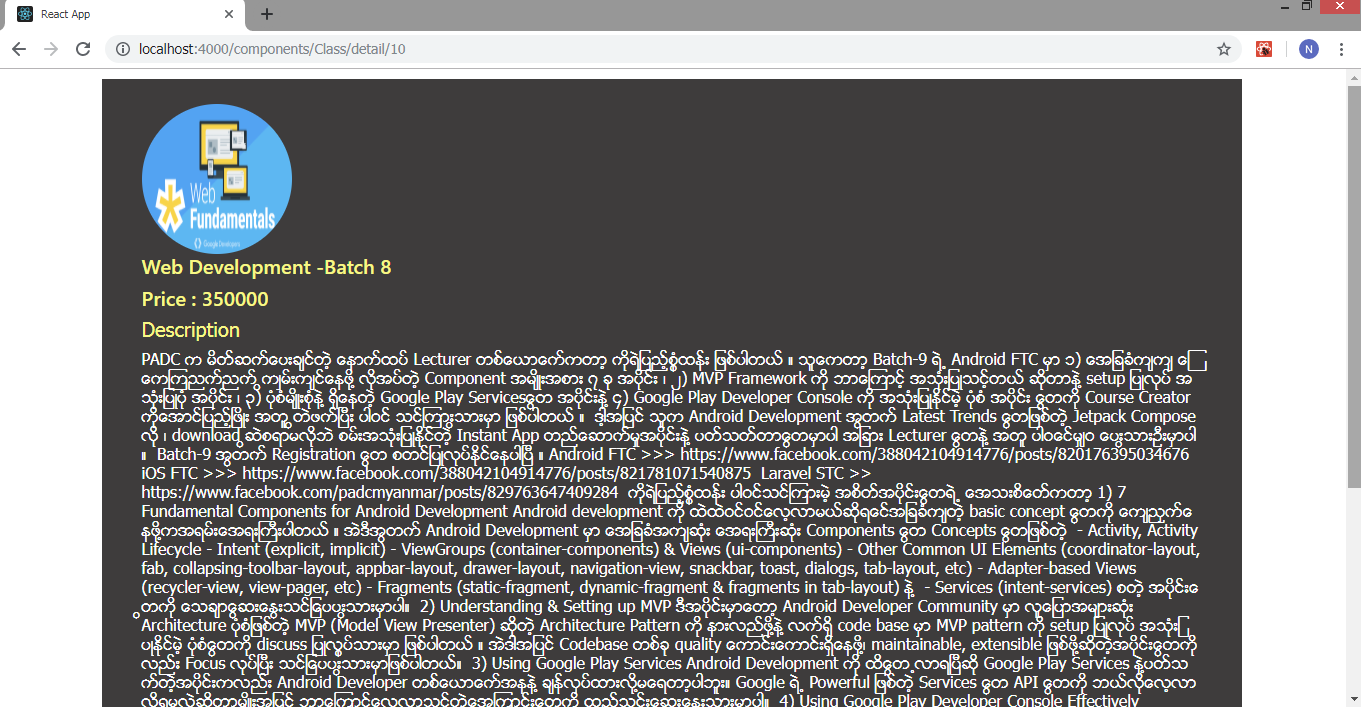 React App
localhost:4000/components/Class/detail/10
N
Web
Fundamentals
Google Developers
Web Development -Batch 8
Price : 350000
Description
PADC က မိတ်ဆက်ပေးချင်တဲ့ နောက်ထပ် Lecturer တစ်ယောက်ကတော့ ကိုရဲပြည့်စုံထန်း ဖြစ်ပါတယ် ။ သူကတော့ Batch-9 ရဲ့ Android FTC မှာ ၁) အခြေခံကျကျ
ကြေကြေညက်ညက် ကျွမ်းကျင်နေဖို့ လိုအပ်တဲ့ Component အမျိုးအစား ၇ ခု အပိုင်း ၊ ၂) MVP Framework ကို ဘာကြောင့် အသုံးပြုသင့်တယ် ဆိုတာနဲ့ setup ပြုလုပ် အ
သုံးပြုပုံ အပိုင်း ၊ ၃) ပုံစံမျိုးစုံနဲ့ ရှိနေတဲ့ Google Play Servicesတွေ အပိုင်းနဲ့ ၄) Google Play Developer Console ကို အသုံးပြုနိုင်မဲ့ ပုံစံ အပိုင်း တွေကို Course Creator
ကိုအောင်ပြည့်ဖြိုး အတူ တွဲဖက်ပြီး ပါဝင် သင်ကြားသွားမှာ ဖြစ်ပါတယ် ။  ဒါ့အပြင် သူက Android Development အတွက် Latest Trends တွေဖြစ်တဲ့ Jetpack Compose
လို ၊ download ဆွဲစရာမလိုဘဲ စမ်းအသုံးပြုနိုင်တဲ့ Instant App တည်ဆောက်မှုအပိုင်းနဲ့ ပတ်သတ်တာတွေမှာပါ အခြား Lecturer တွေနဲ့ အတူ ပါဝင်မျှဝေ ပေးသွားဦးမှာပါ
။  Batch-9 အတွက် Registration တွေ စတင်ပြုလုပ်နိုင်နေပါပြီ ။ Android FTC >>> https://www.facebook.com/388042104914776/posts/820176395034676
iOS FTC >>> https://www.facebook.com/388042104914776/posts/821781071540875  Laravel STC >>
https://www.facebook.com/padcmyanmar/posts/829763647409284  ကိုရဲပြည့်စုံထန်း ပါဝင်သင်ကြားမဲ့ အစိတ်အပိုင်းတွေရဲ့ အသေးစိတ်ကတော့ 1) 7
Fundamental Components for Android Development Android development ကို ထဲထဲဝင်ဝင်လေ့လာမယ်ဆိုရင်အခြေခံကျတဲ့ basic concept တွေကို ကျေညက်နေ
နဖို့ကအရမ်းအရေးကြီးပါတယ် ။ အဲဒီအတွက် Android Development မှာ အခြေခံအကျဆုံး အရေးကြီးဆုံး Components တွေ Concepts တွေဖြစ်တဲ့  - Activity, Activity
Lifecycle - Intent (explicit, implicit) - ViewGroups (container-components) & Views (ui-components) - Other Common UI Elements (coordinator-layout,
fab, collapsing-toolbar-layout, appbar-layout, drawer-layout, navigation-view, snackbar, toast, dialogs, tab-layout, etc) - Adapter-based Views
(recycler-view, view-pager, etc) - Fragments (static-fragment, dynamic-fragment & fragments in tab-layout) နဲ့  - Services (intent-services) စတဲ့ အပိုင်း
တွေကို သေချာဆွေးနွေးသင်ပြပေးသွားမှာပါ။  2) Understanding & Setting up MVP ဒီအပိုင်းမှာတော့ Android Developer Community မှာ လူပြောအများဆုံး
Architecture ပုံစံဖြစ်တဲ့ MVP (Model View Presenter) ဆိုတဲ့ Architecture Pattern ကို နားလည်ဖို့နဲ့ လက်ရှိ code base မှာ MVP pattern ကို setup ပြုလုပ် အသုံးပြ
ပြုနိုင်မဲ့ ပုံစံတွေကို discuss ပြုလုပ်သွားမှာ ဖြစ်ပါတယ် ။ အဲဒါအပြင် Codebase တစ်ခု quality ကောင်းကောင်းရှိနေဖို့၊ maintainable, extensible ဖြစ်ဖို့ဆိုတဲ့အပိုင်းတွေကို
လည်း Focus လုပ်ပြီး သင်ပြပေးသွားမှာဖြစ်ပါတယ်။  3) Using Google Play Services Android Development ကို ထိတွေ့လာရပြီဆို Google Play Services နဲ့ပတ်သ
က်တဲ့အပိုင်းကလည်း Android Developer တစ်ယောက်အနေနဲ့ ချန်လှပ်ထားလို့မရတော့ပါဘူး။ Google ရဲ့ Powerful ဖြစ်တဲ့ Services တွေ API တွေကို ဘယ်လိုလေ့လာ
လို့ရမလဲဆိုတာမျိုးအပြင် ဘာကြောင့်လေ့လာသင့်တဲ့အကြောင်းတွေကို ထည့်သွင်းဆွေးနွေးသွားမှာပါ။  4) Using Google Play Developer Console Effectively